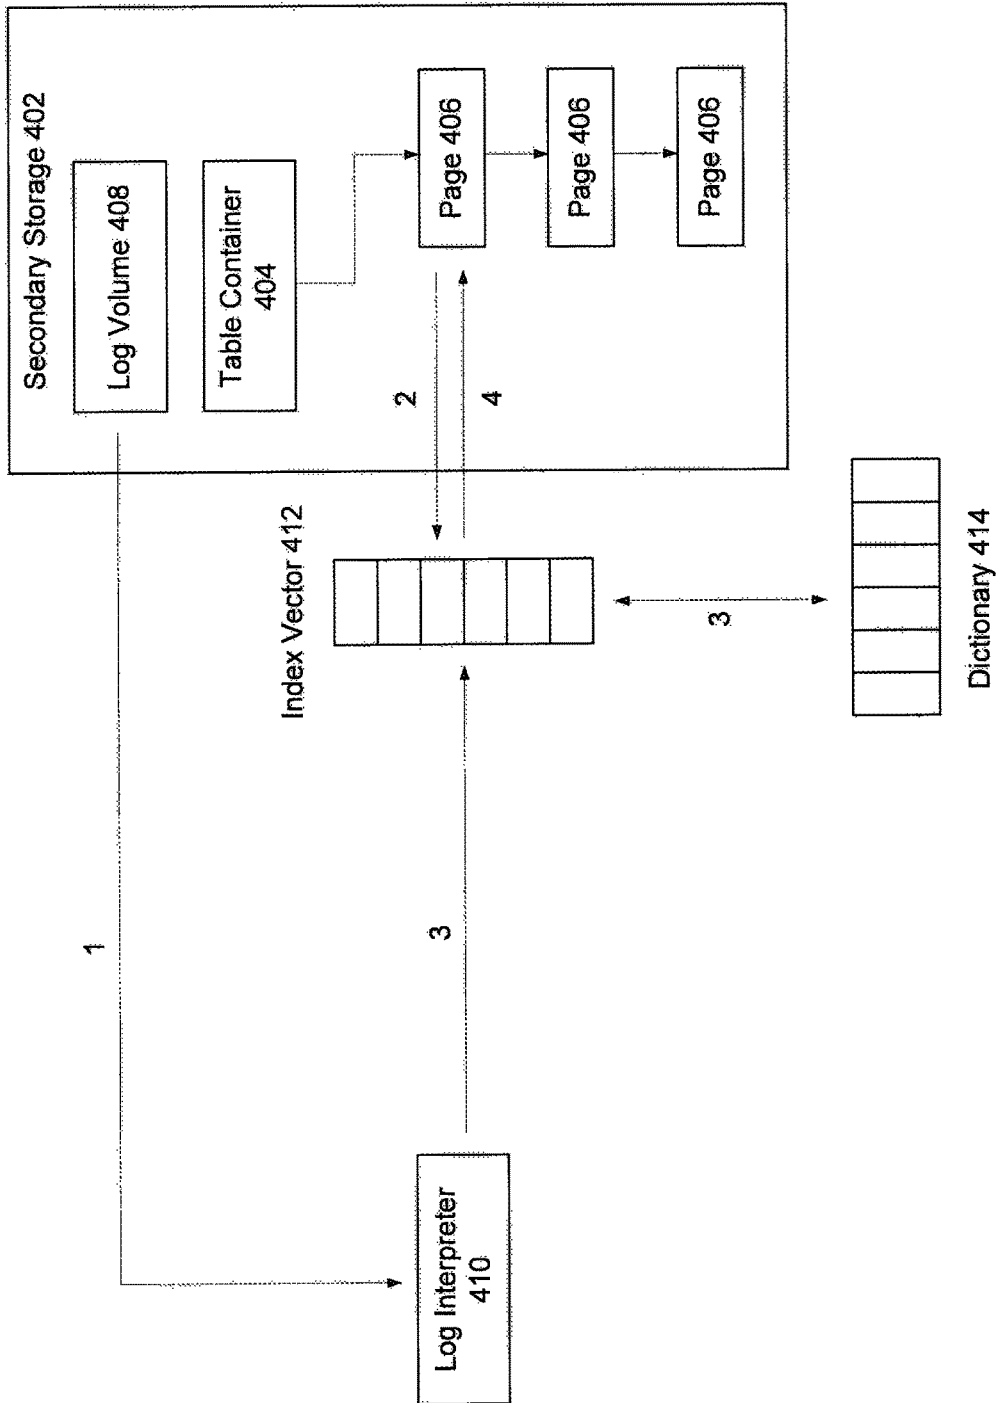 Secondary Storage 402
Log Volume 408
Table Container
404
Page 406
Page 406
Page 406
1
2
4
Index Vector 412
3
3
Log Interpreter
410
Dictionary 414